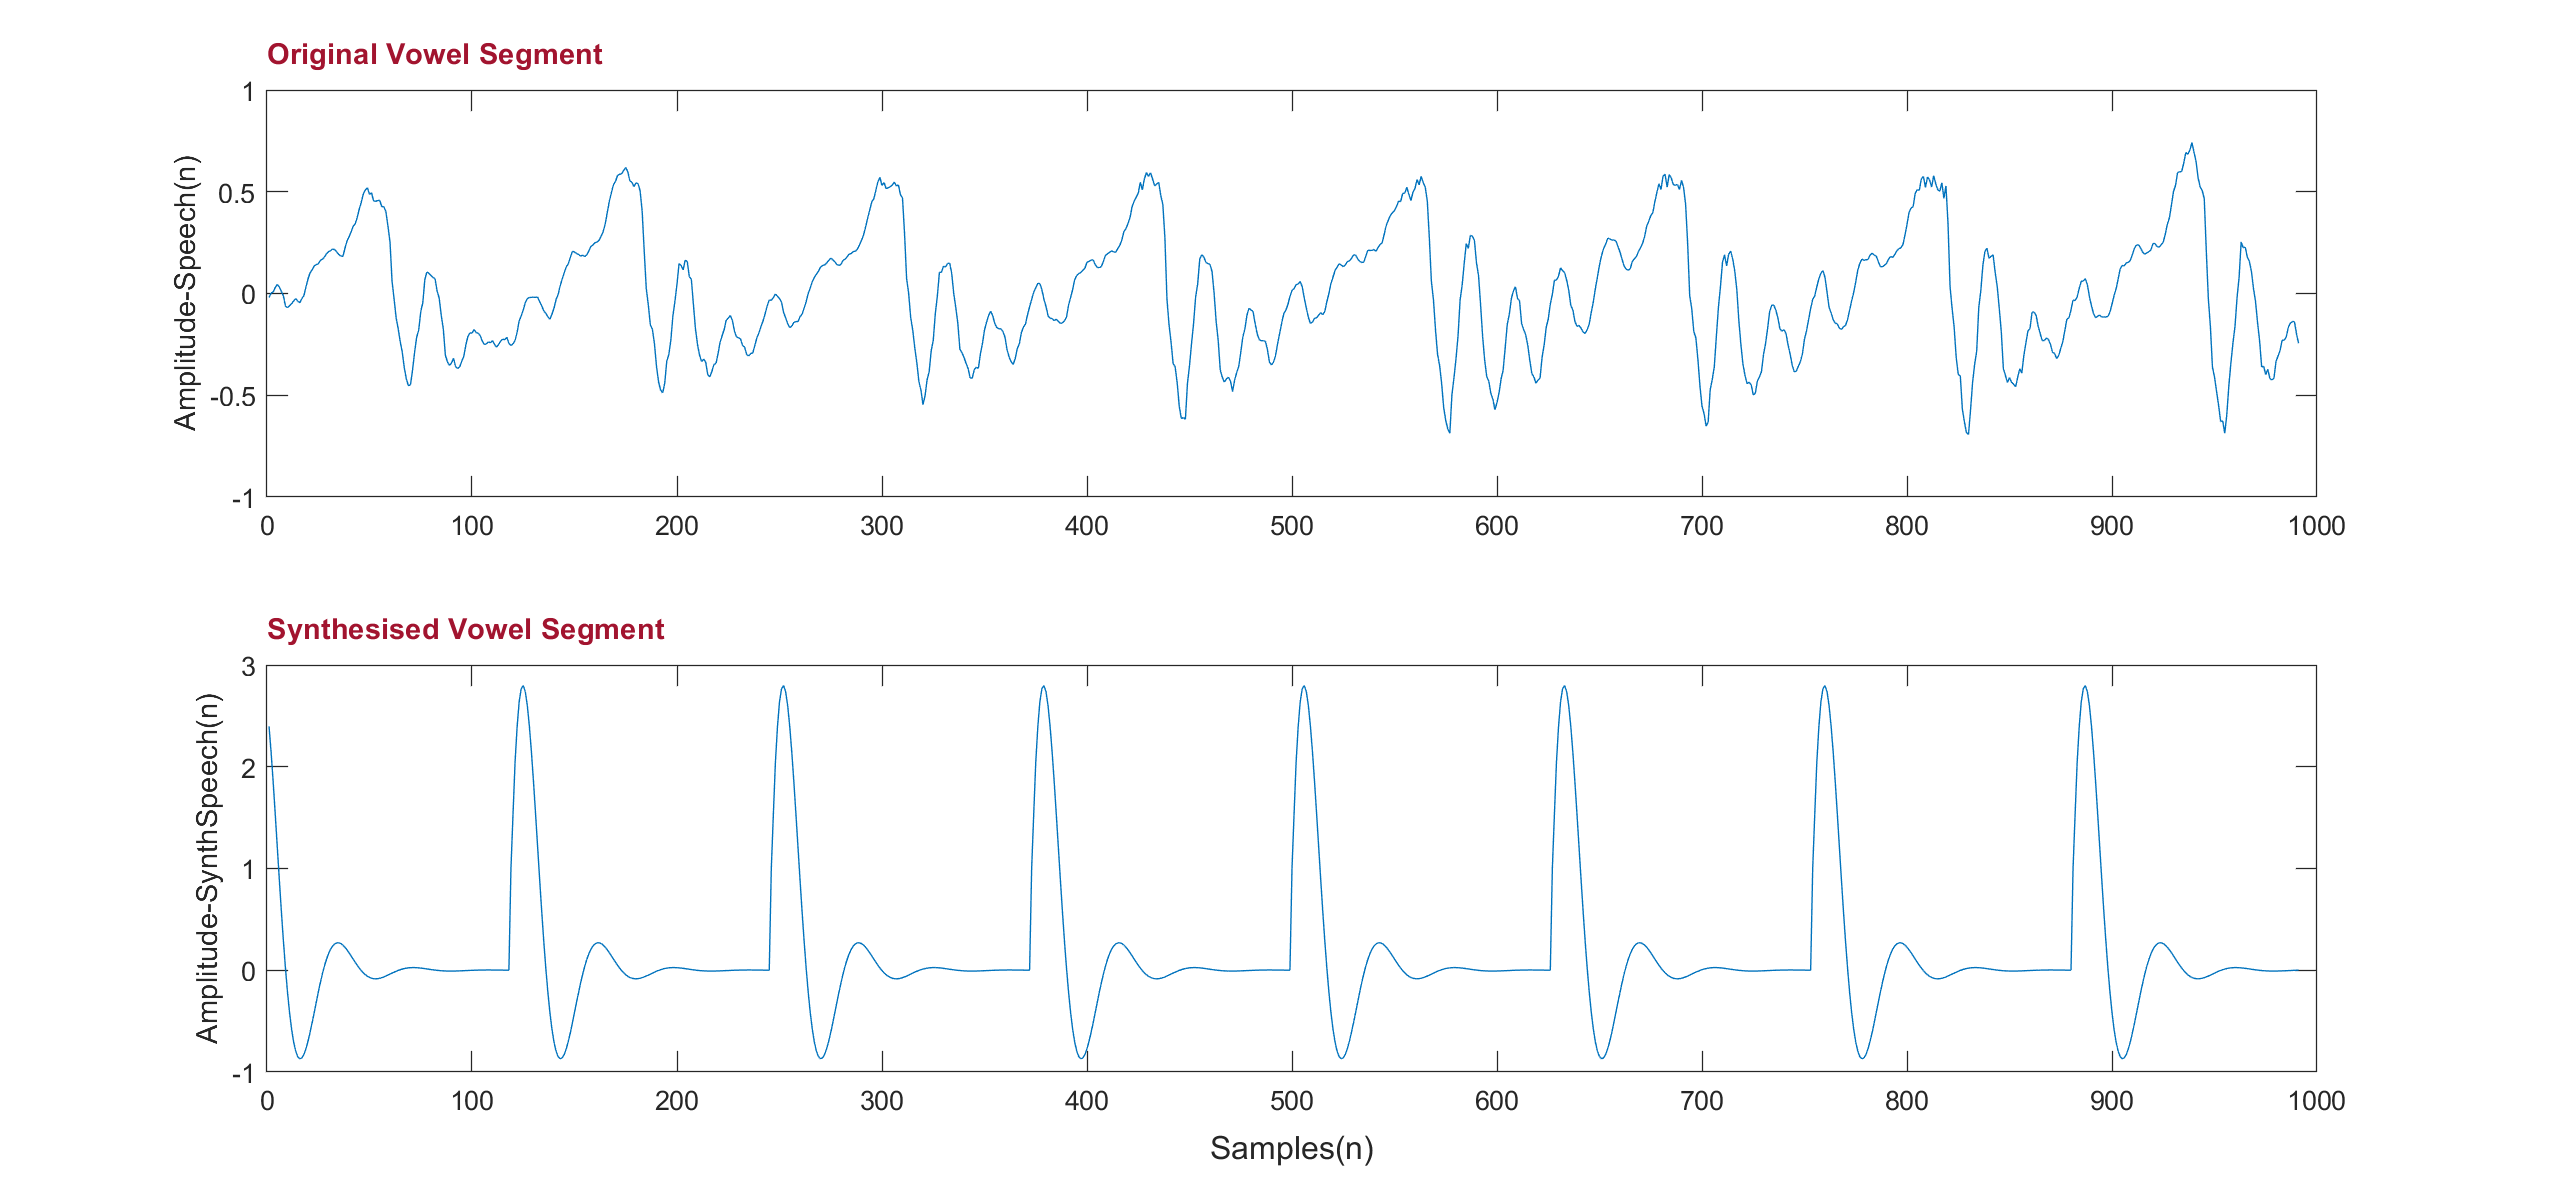 Original Vowel Segment
Amplitude-Speech(n)
1
0.5
0
-0.5
-1
0 100 200 300 400 500 600 700 800 900 1000
Synthesised Vowel Segment
Amplitude-SynthSpeech(n)
3
2
1
0
-1
0 100 200 300 400 500 600 700 800 900 1000
Samples(n)